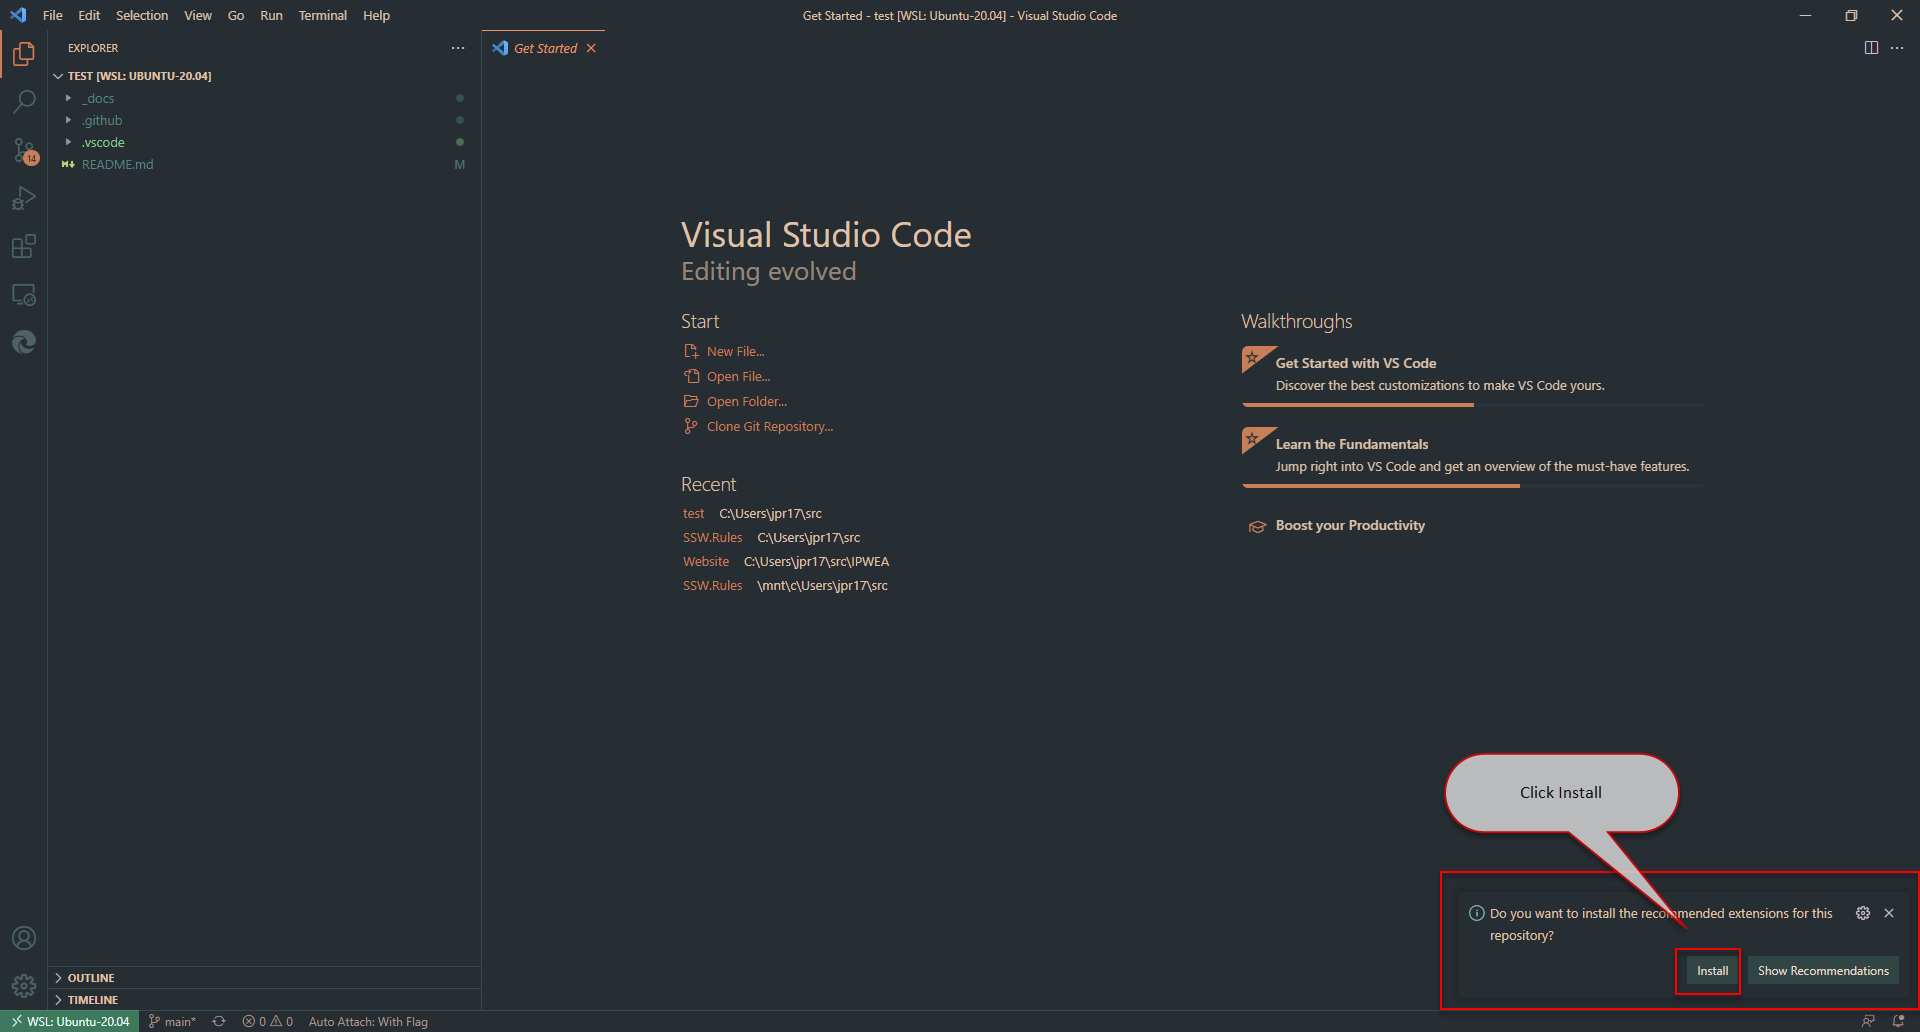 File Edit Selection View Go Run Terminal Help
Get Started - test [WSL: Ubuntu-20.04] - Visual Studio Code
EXPLORER
TEST [WSL: UBUNTU-20.04]
_docs
.github
.vscode
README.md M
14
OUTLINE
TIMELINE
Get Started
Visual Studio Code
Editing evolved
Start
New File...
Open File...
Open Folder...
Clone Git Repository...
Recent
test C:\Users\jpr17\src
SSW.Rules C:\Users\jpr17\src
Website C:\Users\jpr17\src\IPWEA
SSW.Rules \mnt\c\Users\jpr17\src
Walkthroughs
Get Started with VS Code
Discover the best customizations to make VS Code yours.
Learn the Fundamentals
Jump right into VS Code and get an overview of the must-have features.
Boost your Productivity
Click Install
Do you want to install the recommended extensions for this
repository?
Install Show Recommendations
WSL: Ubuntu-20.04 main* 0 0 Auto Attach: With Flag